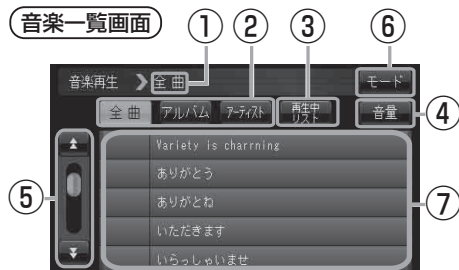 音楽一覧画面
① ② ③ ⑥
音楽再生 ❯ 全曲 モード
全曲 アルバム アーティスト 再生中リスト 音量 ④
⑤ Variety is charrning
ありがとう
ありがとね ⑦
いただきます
いらっしゃいませ